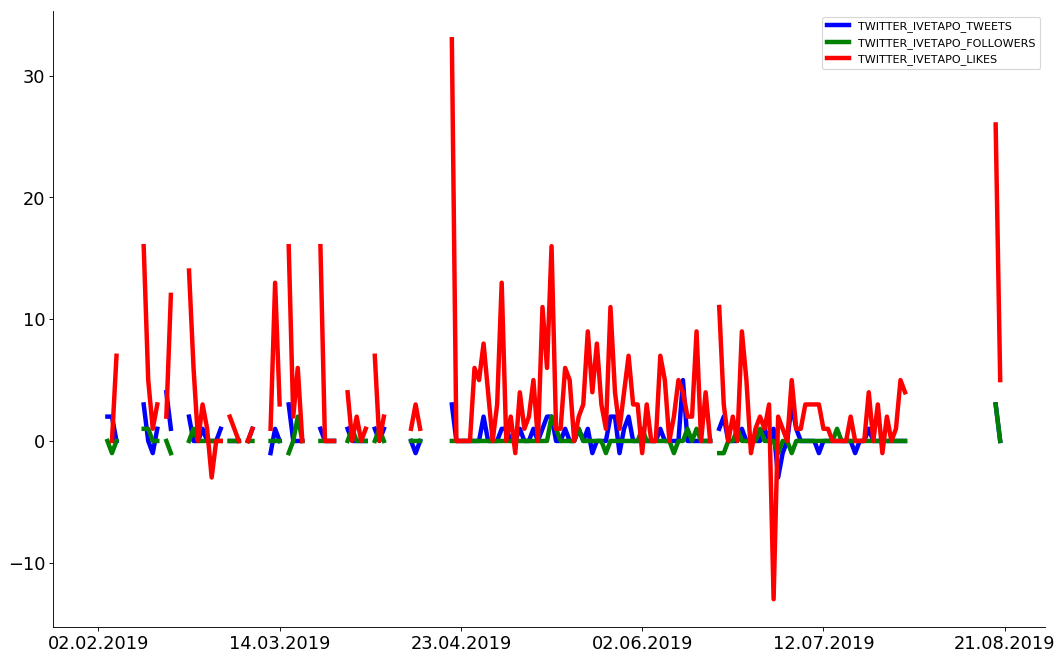 TWITTER_IVETAPO_TWEETS
TWITTER_IVETAPO_FOLLOWERS
TWITTER_IVETAPO_LIKES
30
20
10
0
−10
02.02.2019 14.03.2019 23.04.2019 02.06.2019 12.07.2019 21.08.2019